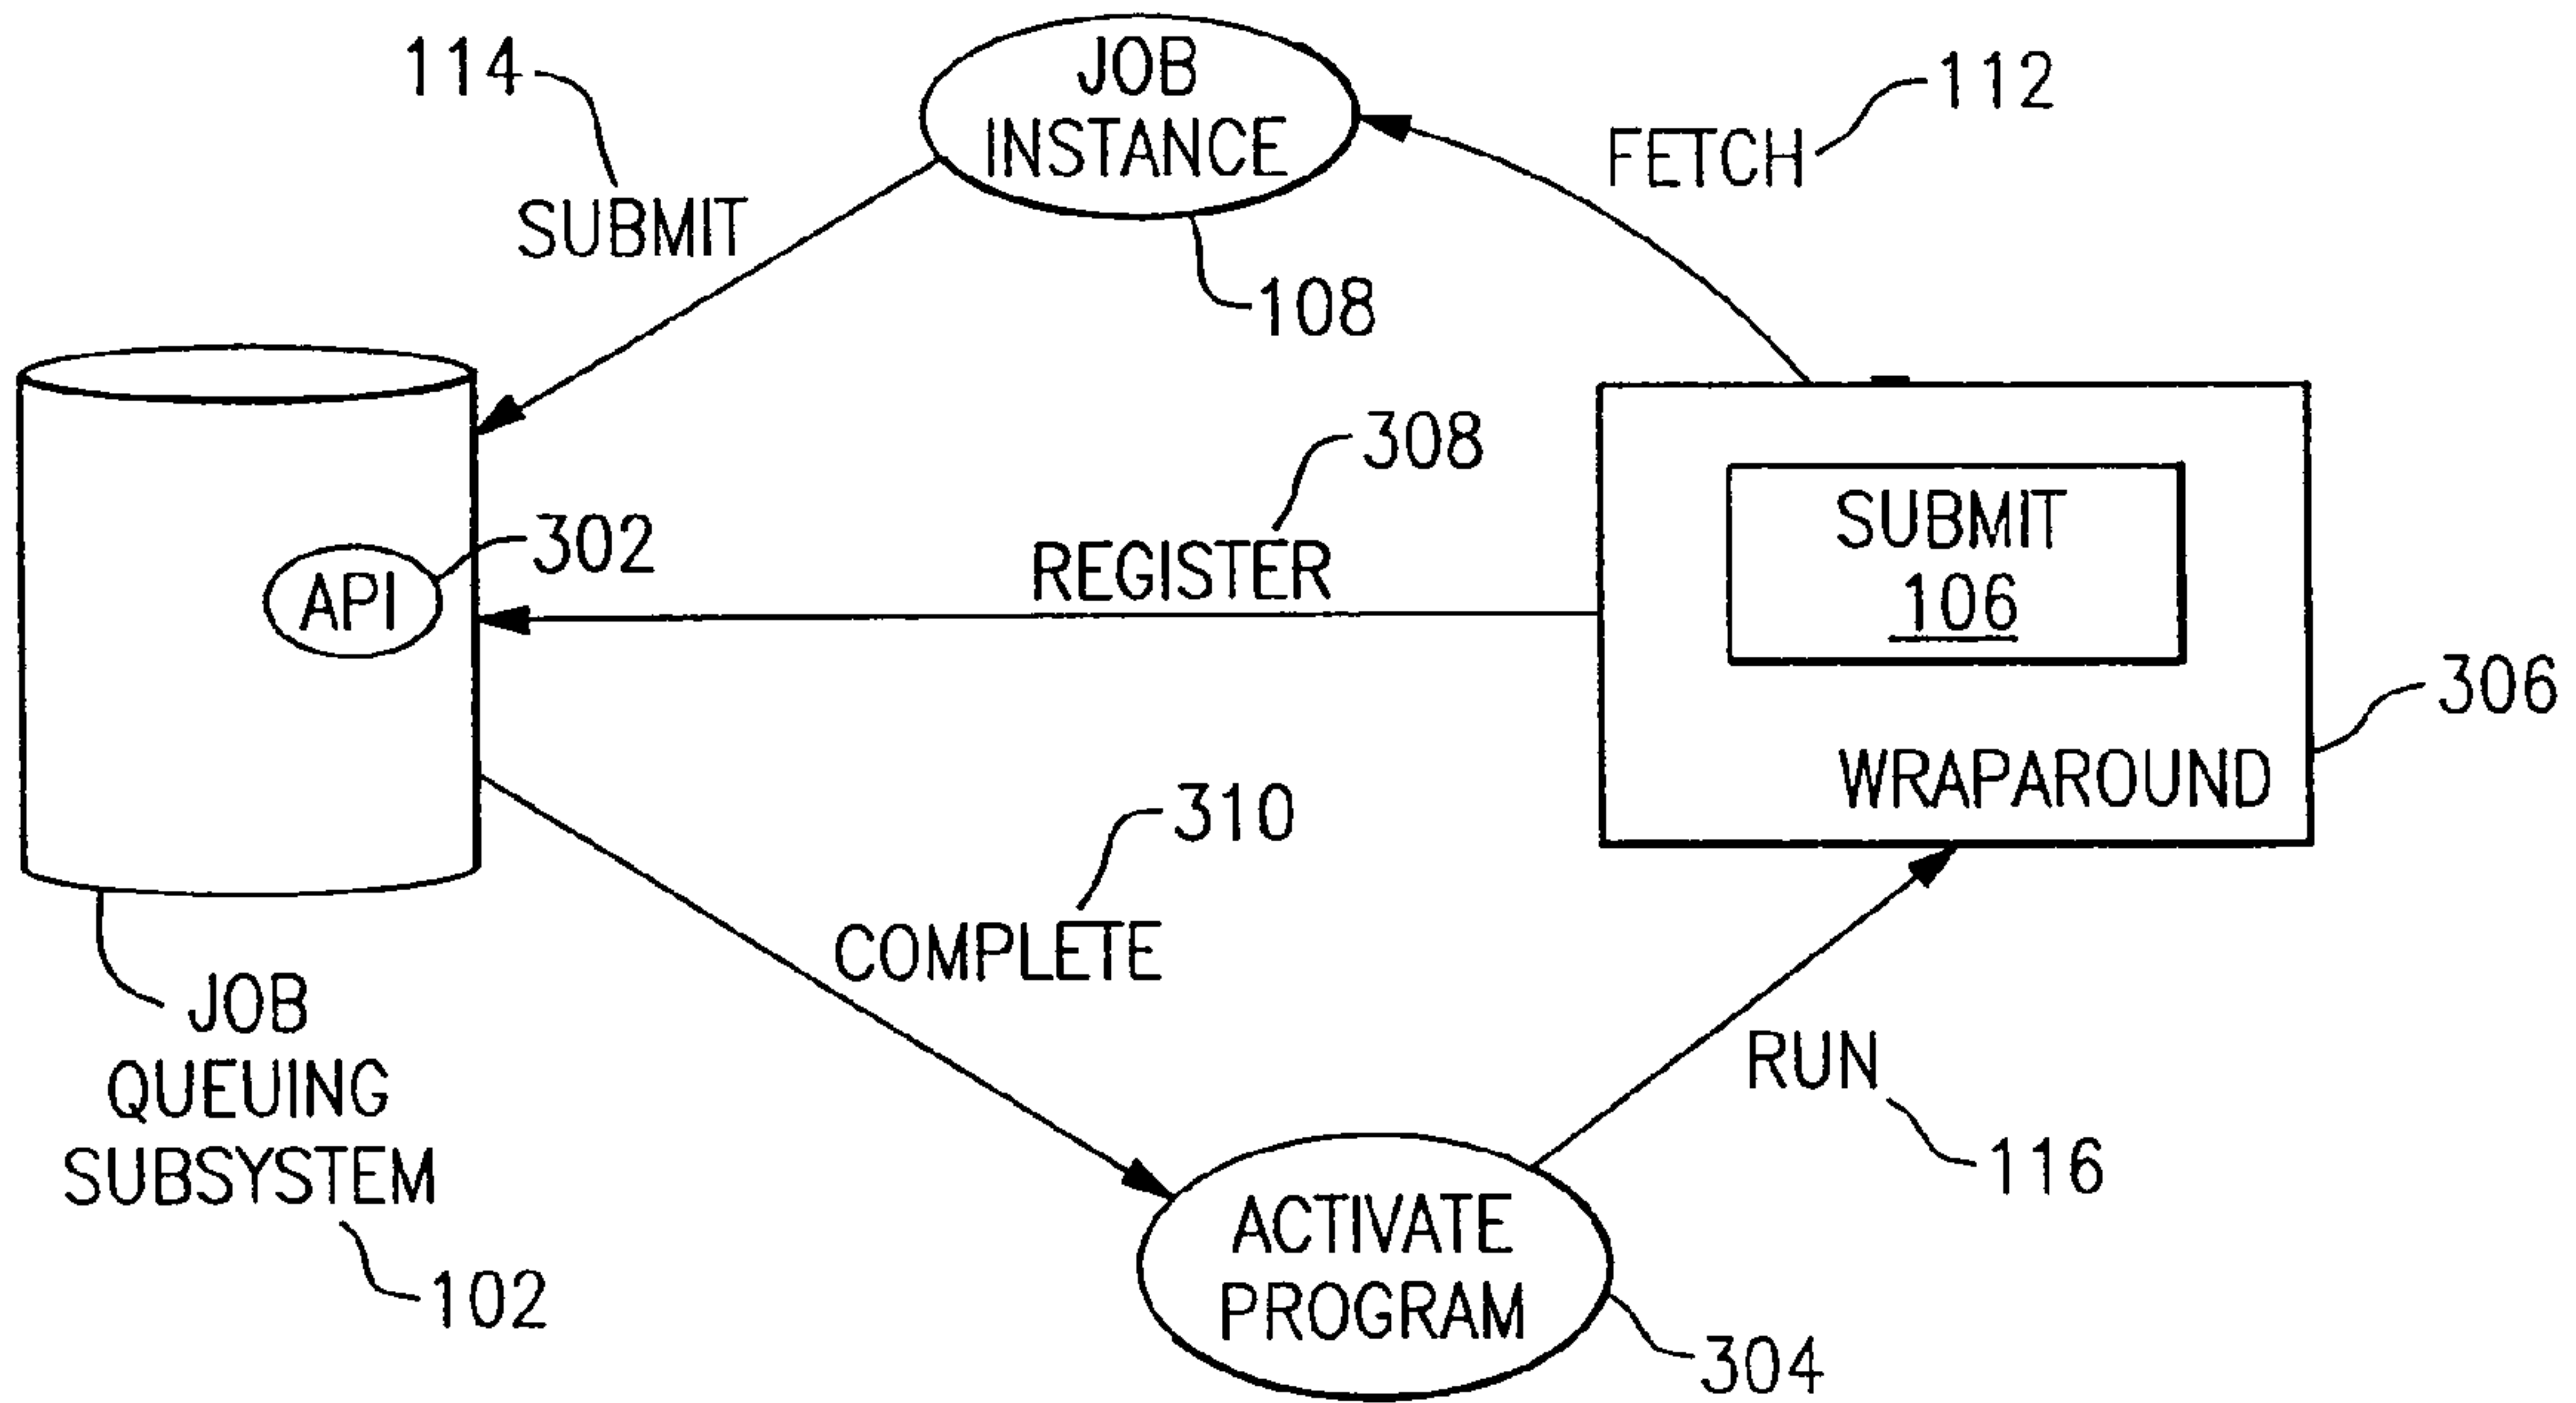 114
JOB
INSTANCE
112
FETCH
SUBMIT
108
308
302
REGISTER
API
SUBMIT
106
306
WRAPAROUND
310
COMPLETE
JOB
QUEUING
SUBSYSTEM
102
RUN
116
ACTIVATE
PROGRAM
304